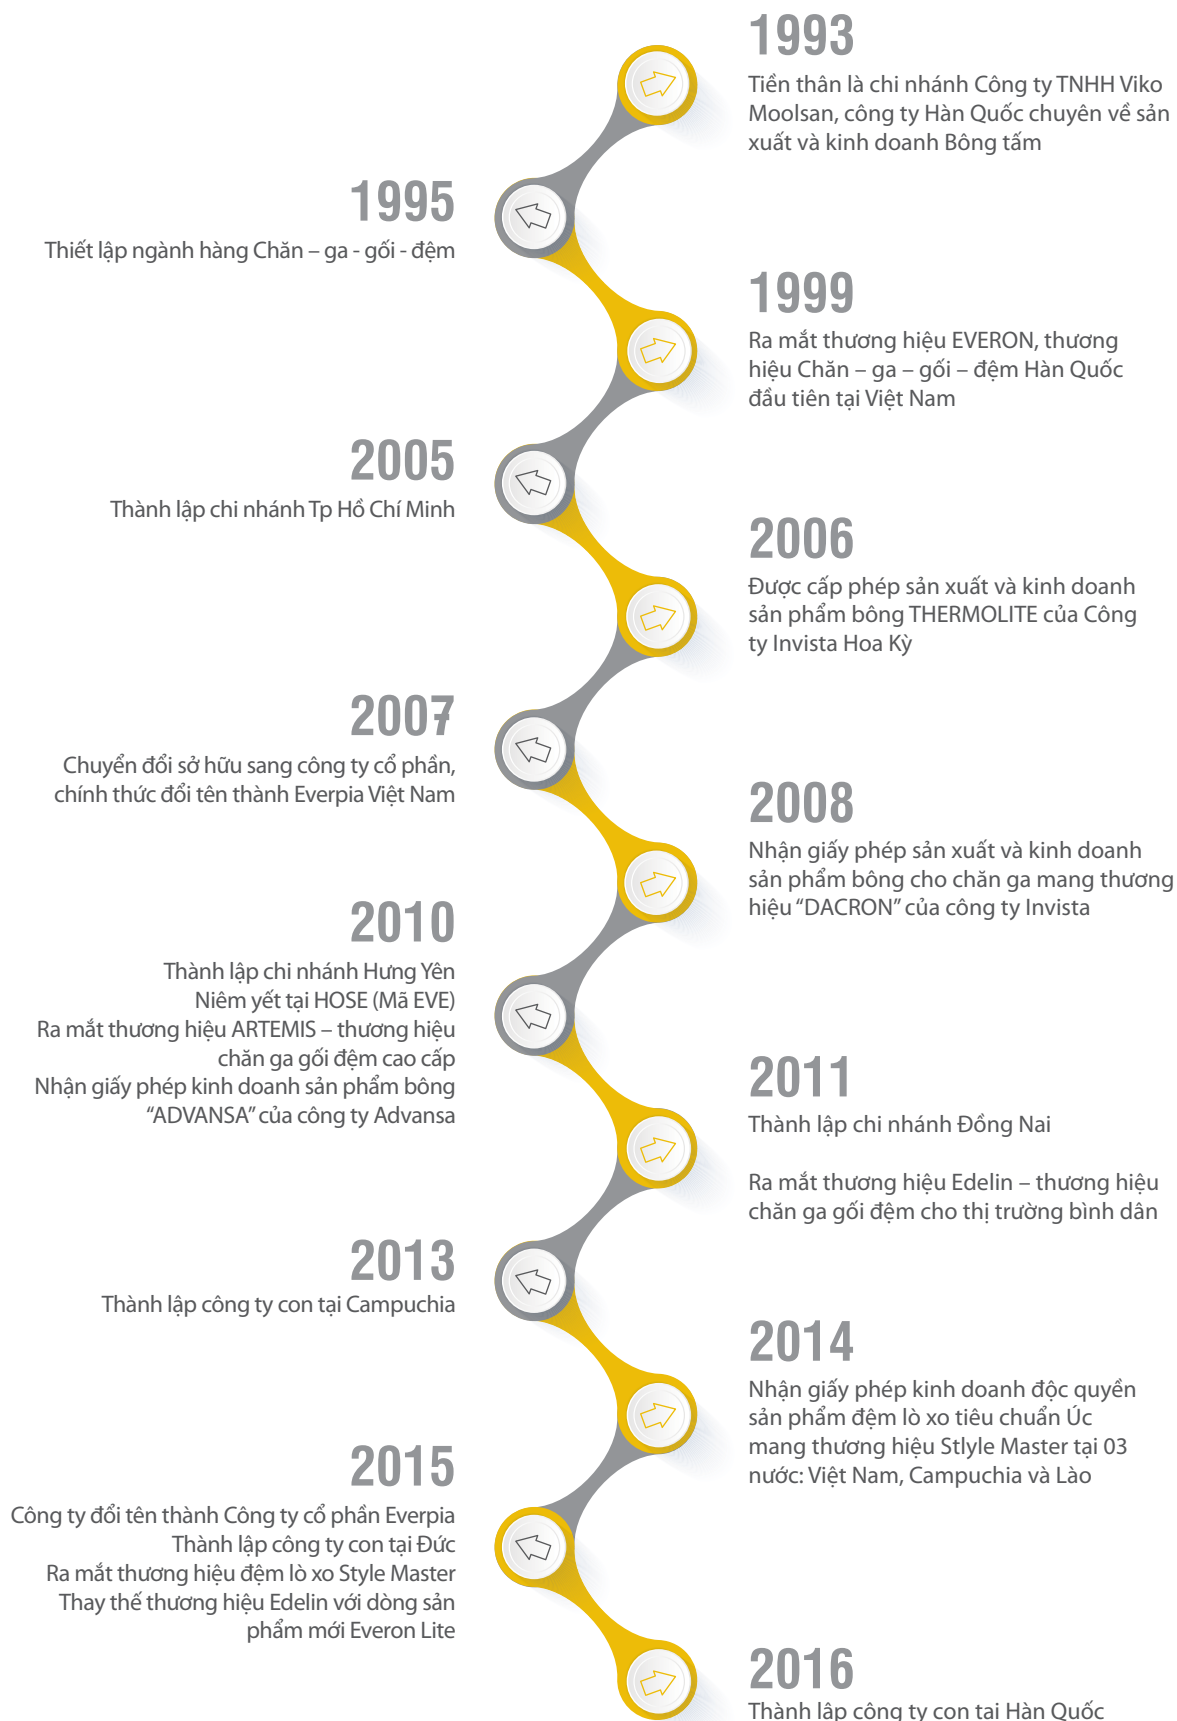 1993
Tiền thân là chi nhánh Công ty TNHH Viko
Moolsan, công ty Hàn Quốc chuyên về sản
xuất và kinh doanh Bông tấm
1995
Thiết lập ngành hàng Chăn – ga - gối - đệm
1999
Ra mắt thương hiệu EVERON, thương
hiệu Chăn – ga – gối – đệm Hàn Quốc
đầu tiên tại Việt Nam
2005
Thành lập chi nhánh Tp Hồ Chí Minh
2006
Được cấp phép sản xuất và kinh doanh
sản phẩm bông THERMOLITE của Công
ty Invista Hoa Kỳ
2007
Chuyển đổi sở hữu sang công ty cổ phần,
chính thức đổi tên thành Everpia Việt Nam
2008
Nhận giấy phép sản xuất và kinh doanh
sản phẩm bông cho chăn ga mang thương
hiệu “DACRON” của công ty Invista
2010
Thành lập chi nhánh Hưng Yên
Niêm yết tại HOSE (Mã EVE)
Ra mắt thương hiệu ARTEMIS – thương hiệu
chăn ga gối đệm cao cấp
Nhận giấy phép kinh doanh sản phẩm bông
“ADVANSA” của công ty Advansa
2011
Thành lập chi nhánh Đồng Nai
Ra mắt thương hiệu Edelin – thương hiệu
chăn ga gối đệm cho thị trường bình dân
2013
Thành lập công ty con tại Campuchia
2014
Nhận giấy phép kinh doanh độc quyền
sản phẩm đệm lò xo tiêu chuẩn Úc
mang thương hiệu Stlyle Master tại 03
nước: Việt Nam, Campuchia và Lào
2015
Công ty đổi tên thành Công ty cổ phần Everpia
Thành lập công ty con tại Đức
Ra mắt thương hiệu đệm lò xo Style Master
Thay thế thương hiệu Edelin với dòng sản
phẩm mới Everon Lite
2016
Thành lập công ty con tại Hàn Quốc